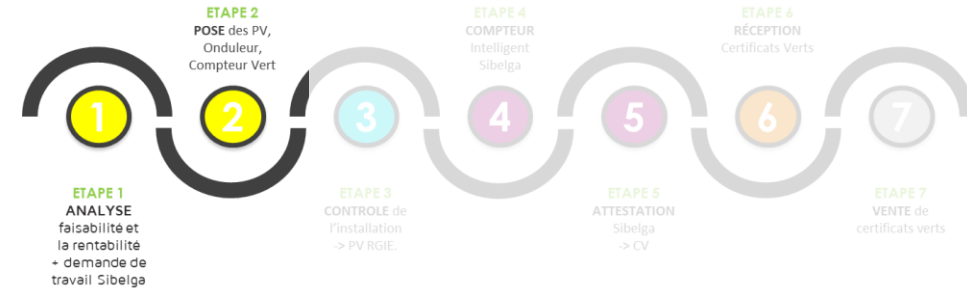 ETAPE 2
POSE des PV,
Onduleur,
Compteur Vert
ETAPE 4
COMPTEUR
Intelligent
Sibelga
ETAPE 6
RÉCEPTION
Certificats Verts
1
2
3
4
5
6
7
ETAPE 1
ANALYSE
faisabilité et
la rentabilité
+ demande de
travail Sibelga
ETAPE 3
CONTROLE de
l'installation
-> PV RGIE.
ETAPE 5
ATTESTATION
Sibelga
-> CV
ETAPE 7
VENTE de
certificats verts